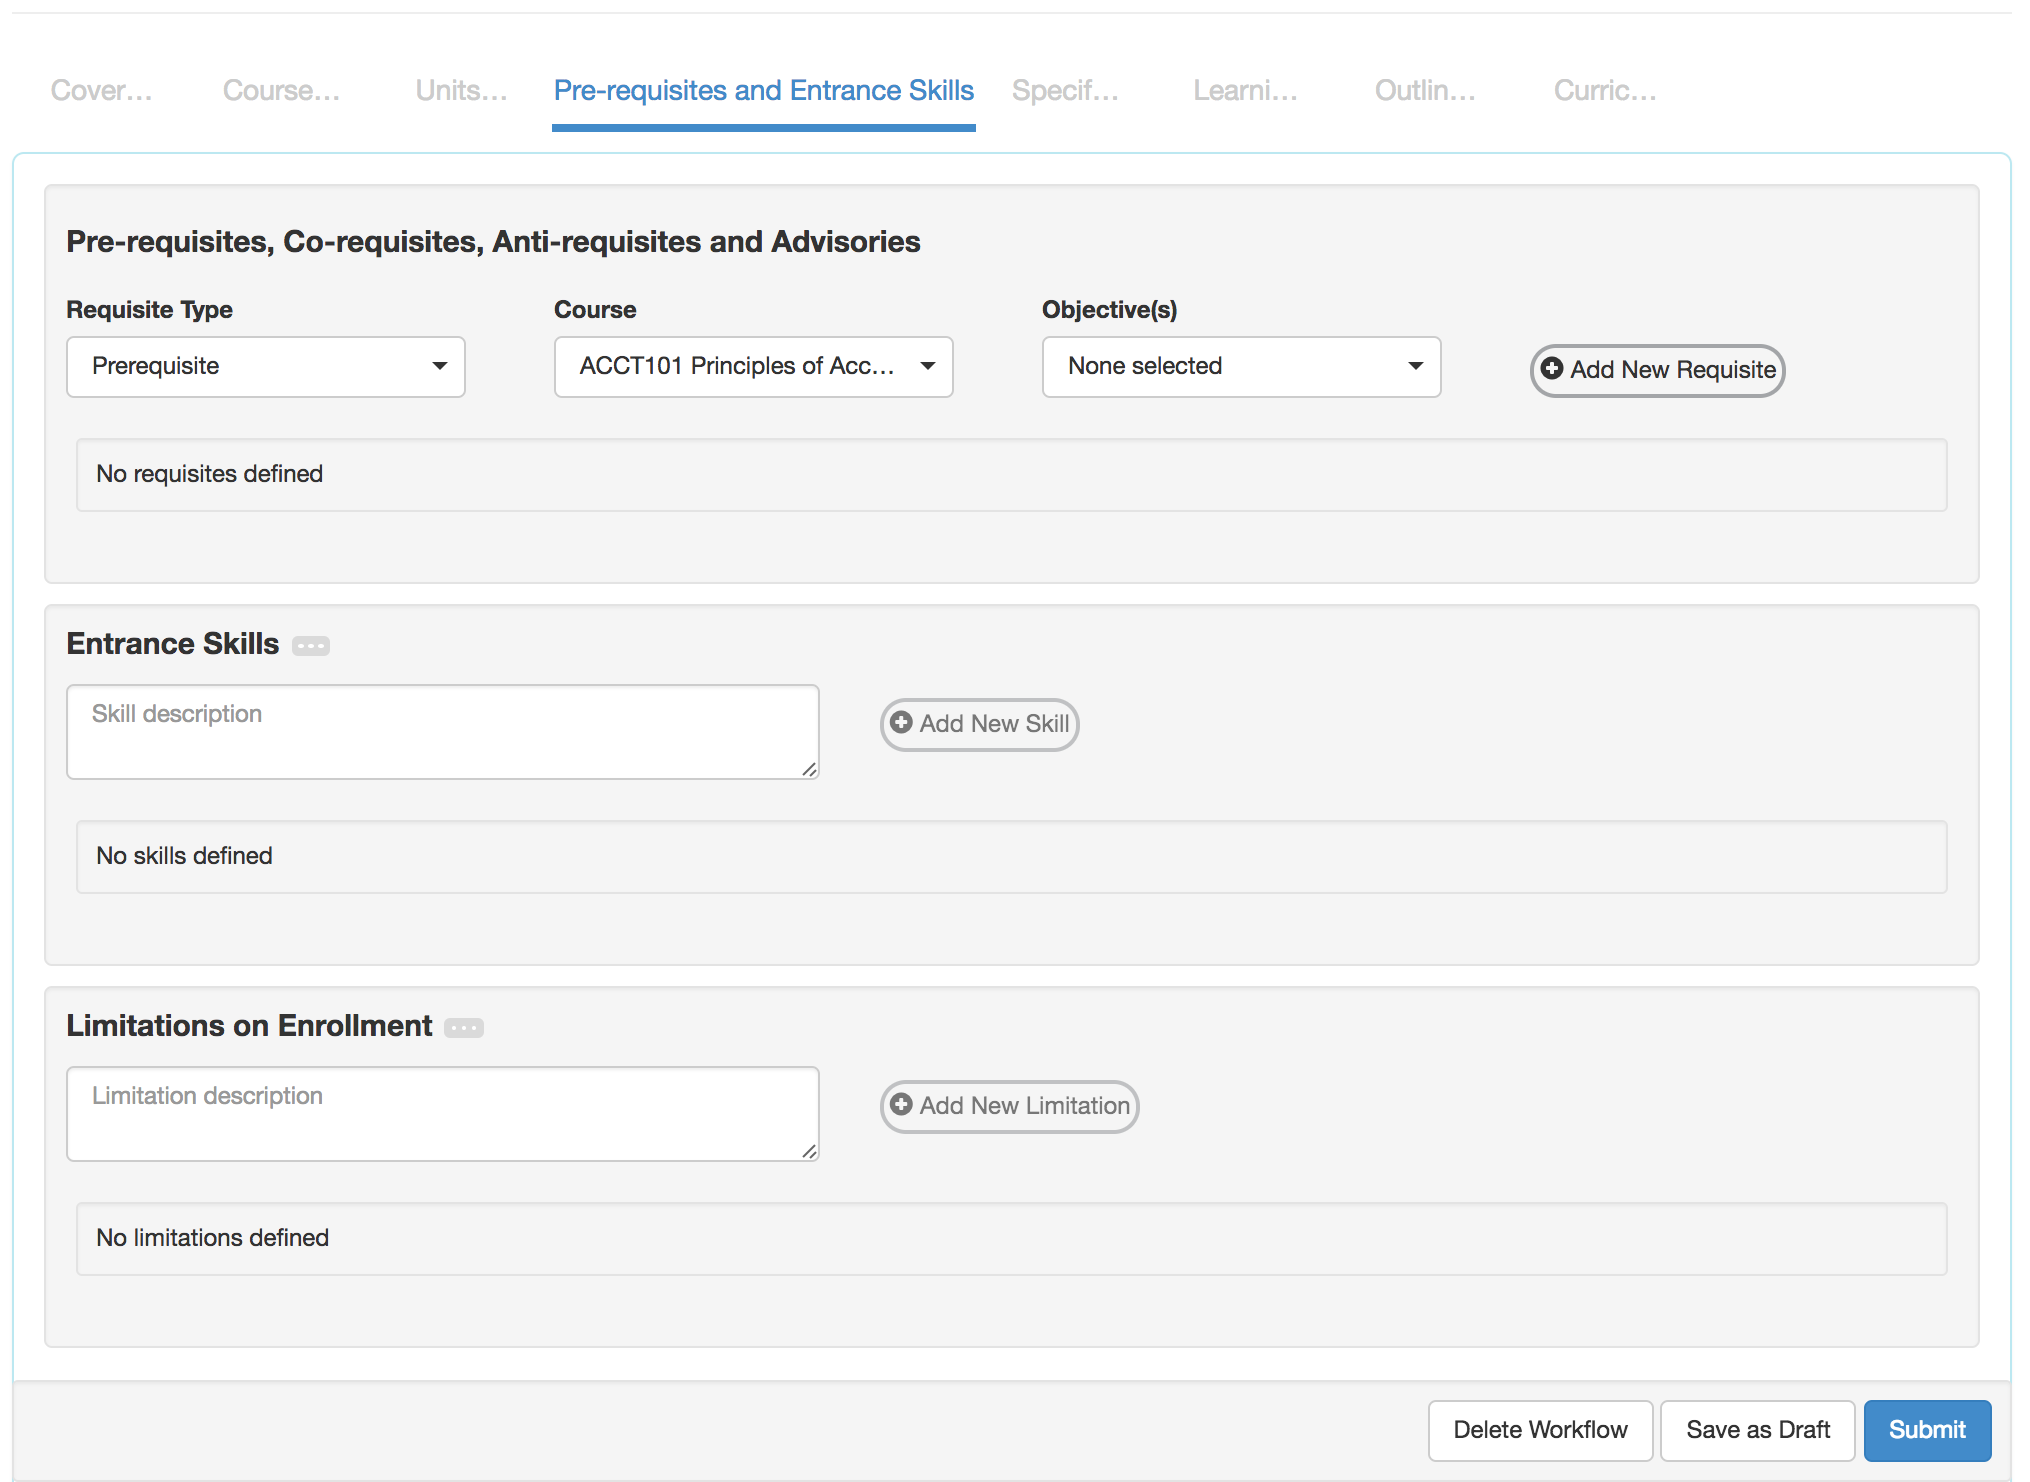 Cover… Course… Units… Pre-requisites and Entrance Skills Specif… Learni… Outlin… Curric…
Pre-requisites, Co-requisites, Anti-requisites and Advisories
Requisite Type Course Objective(s)
Prerequisite ACCT101 Principles of Acc… None selected Add New Requisite
No requisites defined
Entrance Skills
Skill description Add New Skill
No skills defined
Limitations on Enrollment
Limitation description Add New Limitation
No limitations defined
Delete Workflow Save as Draft Submit